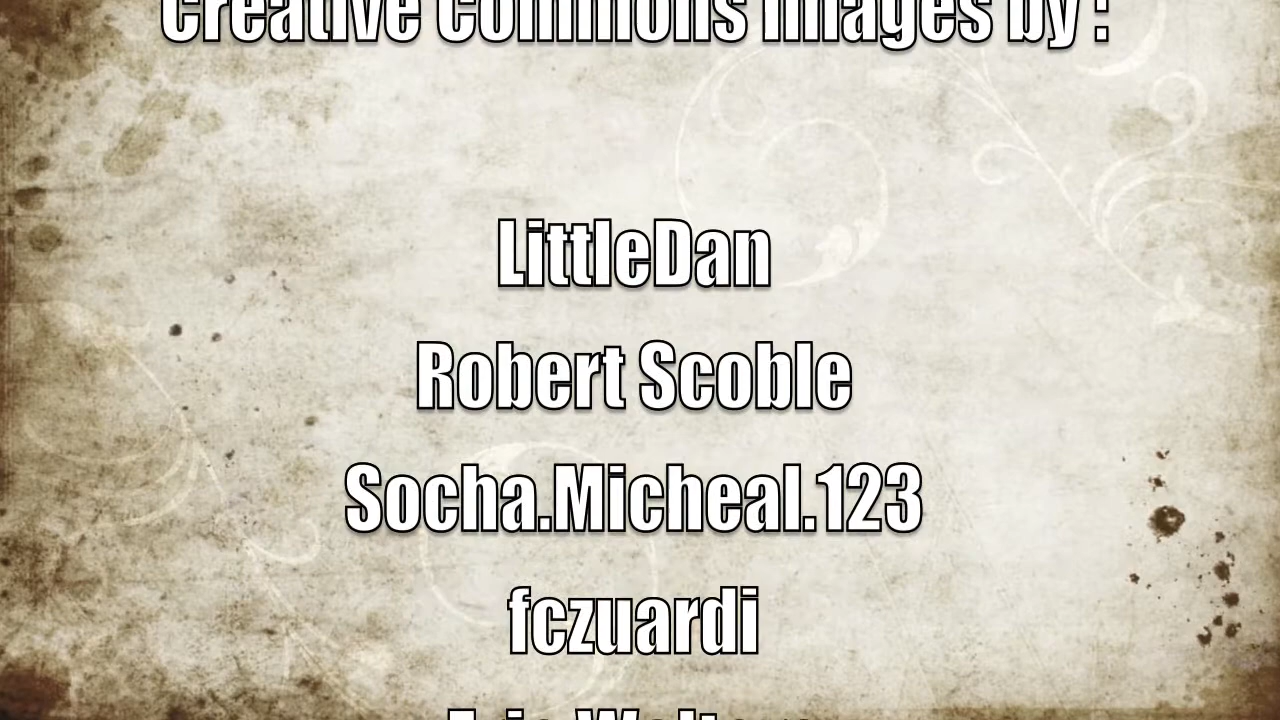 Creative Commons Images by :
LittleDan
Robert Scoble
Socha.Micheal.123
fczuardi